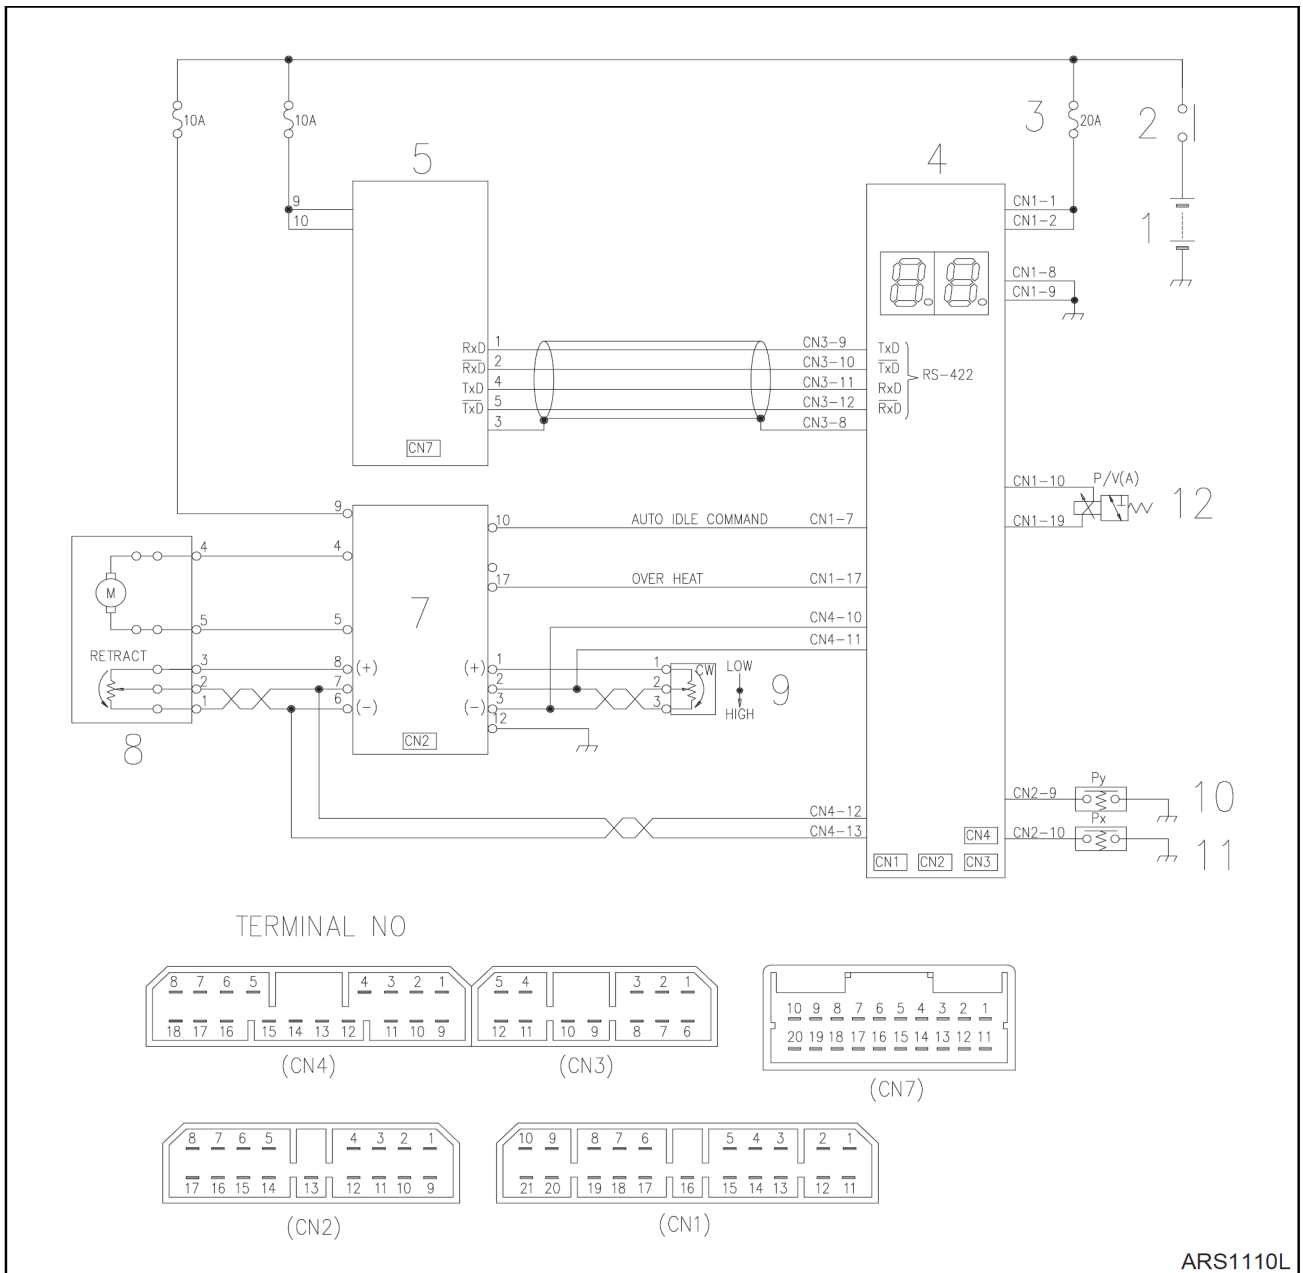 10A
10A
3
20A
2
5
4
1
9
10
CN1-1
CN1-2
CN1-8
CN1-9
RxD 1 CN3-9 TxD
RxD 2 CN3-10 TxD
TxD 4 CN3-11 RxD
TxD 5 CN3-12 RxD
3 CN3-8
RS-422
CN7
CN1-10
P/V(A)
CN1-19
12
9
10 AUTO IDLE COMMAND CN1-7
4
4
17 OVER HEAT CN1-17
M
7
5
5
CN4-10
CN4-11
RETRACT
3
2
1
8 (+)
7
6 (-)
(+) 1
2
(-) 3
12
1
2
3
CW
LOW
HIGH
9
8
CN2
CN4-12
CN4-13
CN2-9
Py
10
CN2-10
Px
11
CN4
CN1 CN2 CN3
TERMINAL NO
8 7 6 5 4 3 2 1
18 17 16 15 14 13 12 11 10 9
(CN4)
5 4 3 2 1
12 11 10 9 8 7 6
(CN3)
10 9 8 7 6 5 4 3 2 1
20 19 18 17 16 15 14 13 12 11
(CN7)
8 7 6 5 4 3 2 1
17 16 15 14 13 12 11 10 9
(CN2)
10 9 8 7 6 5 4 3 2 1
21 20 19 18 17 16 15 14 13 12 11
(CN1)
ARS1110L